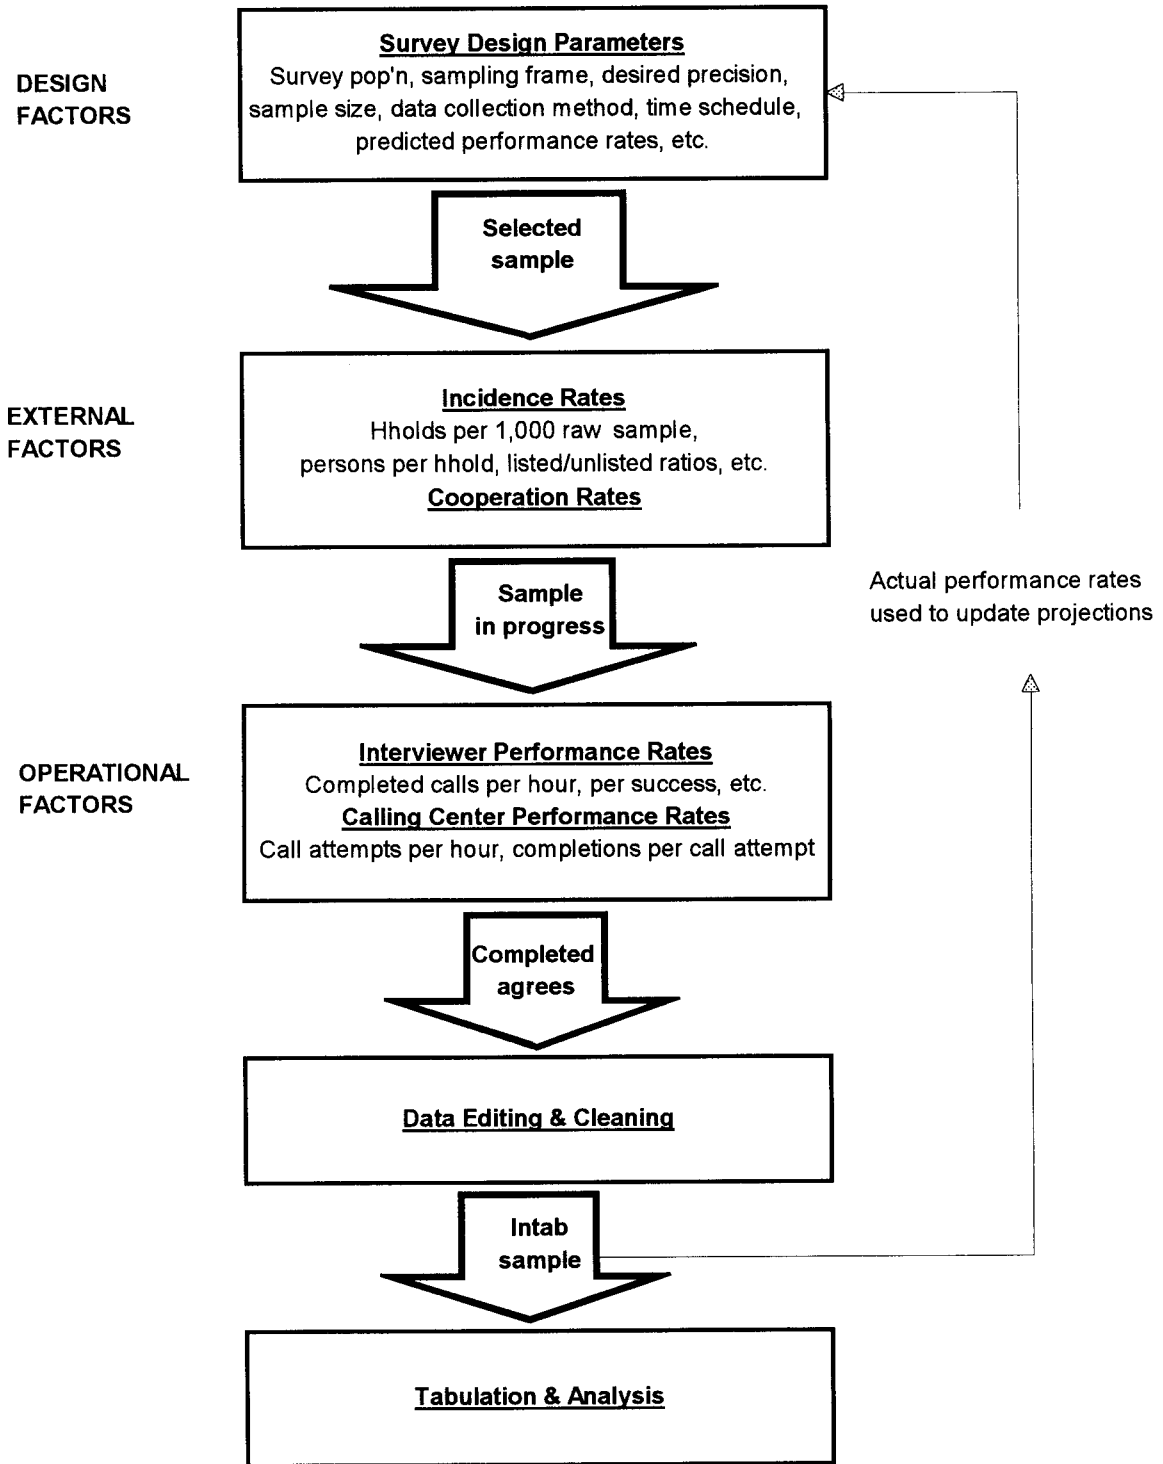 Survey Design Parameters
DESIGN
FACTORS
Survey pop'n, sampling frame, desired precision,
sample size, data collection method, time schedule,
predicted performance rates, etc.
Selected
sample
EXTERNAL
FACTORS
Incidence Rates
Hholds per 1,000 raw sample,
persons per hhold, listed/unlisted ratios, etc.
Cooperation Rates
Sample
in progress
Actual performance rates
used to update projections
OPERATIONAL
FACTORS
Interviewer Performance Rates
Completed calls per hour, per success, etc.
Calling Center Performance Rates
Call attempts per hour, completions per call attempt
Completed
agrees
Data Editing & Cleaning
Intab
sample
Tabulation & Analysis